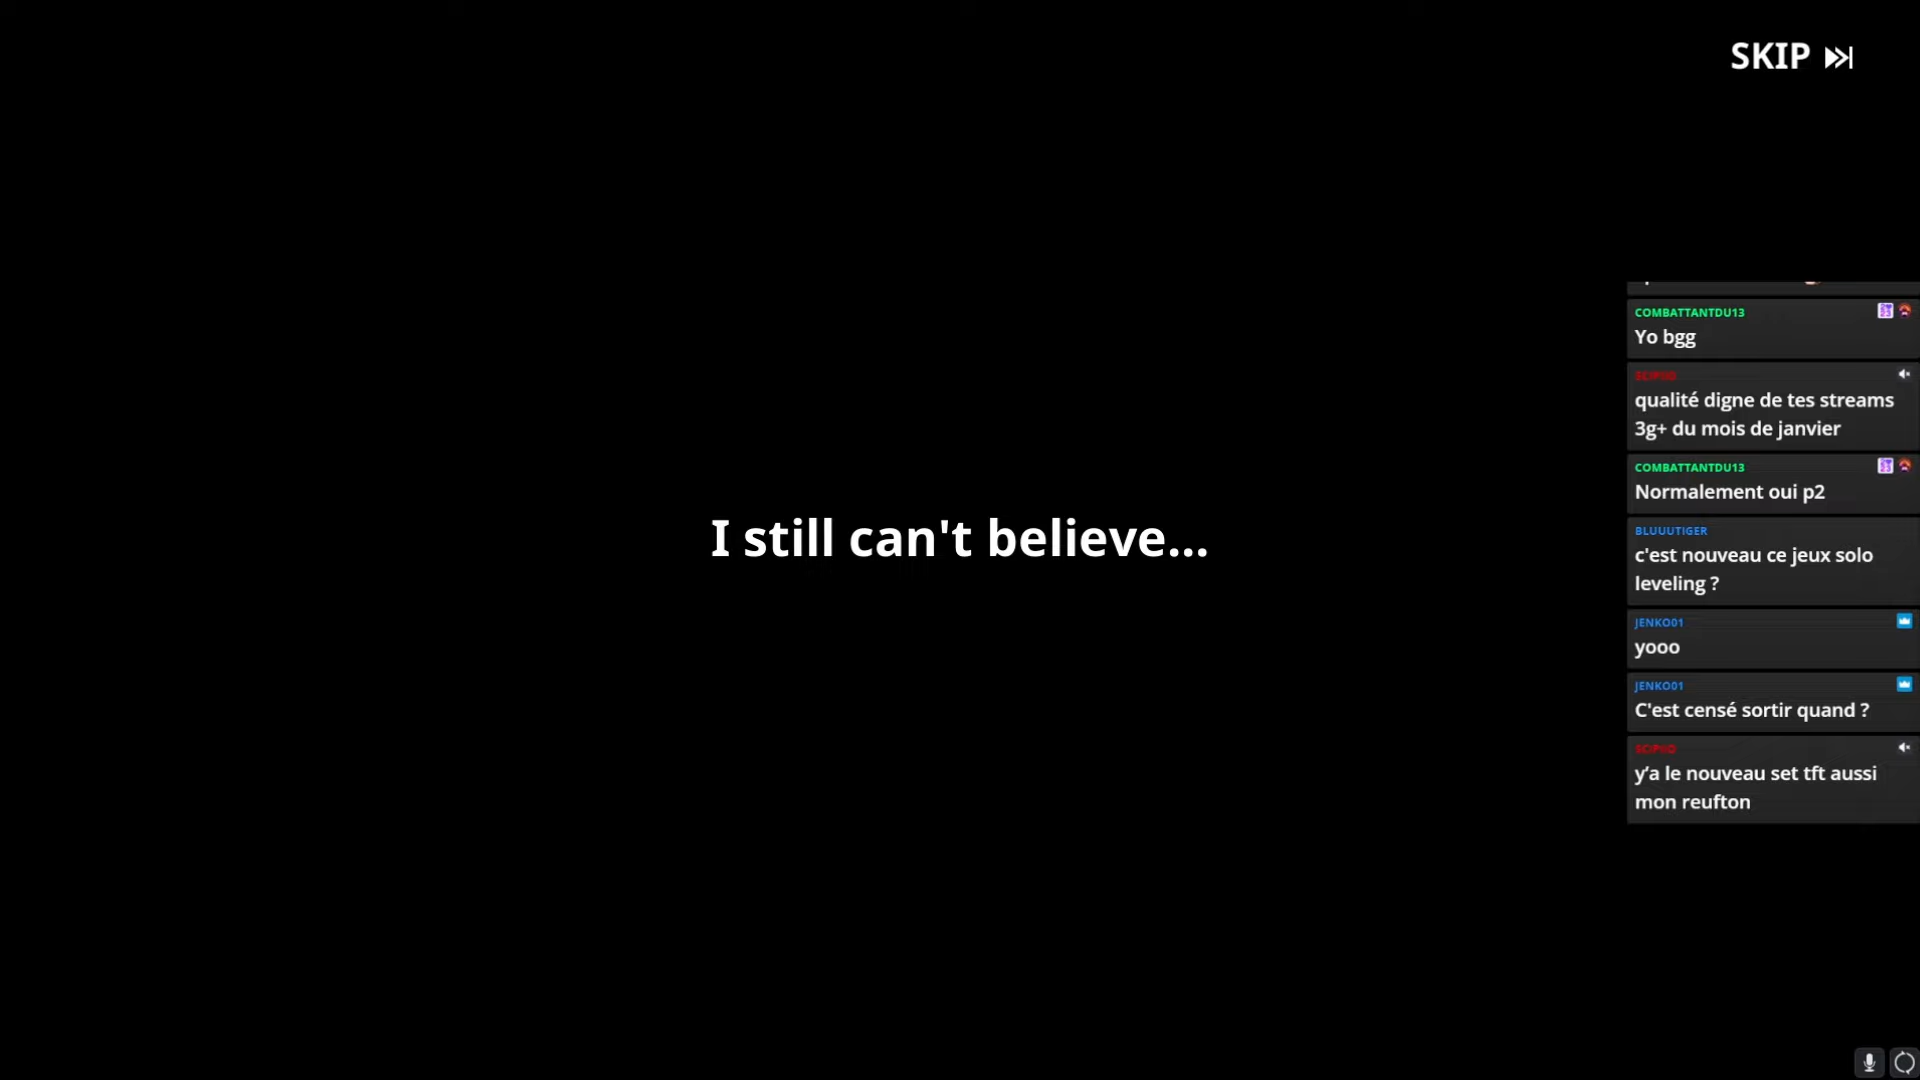 SKIP
I still can't believe...
COMBATTANTDU13
Yo bgg
qualité digne de tes streams
3g+ du mois de janvier
COMBATTANTDU13
Normalement oui p2
BLUUUTIGER
c'est nouveau ce jeux solo
leveling ?
JENKO01
yooo
JENKO01
C'est censé sortir quand ?
y'a le nouveau set tft aussi
mon reufton